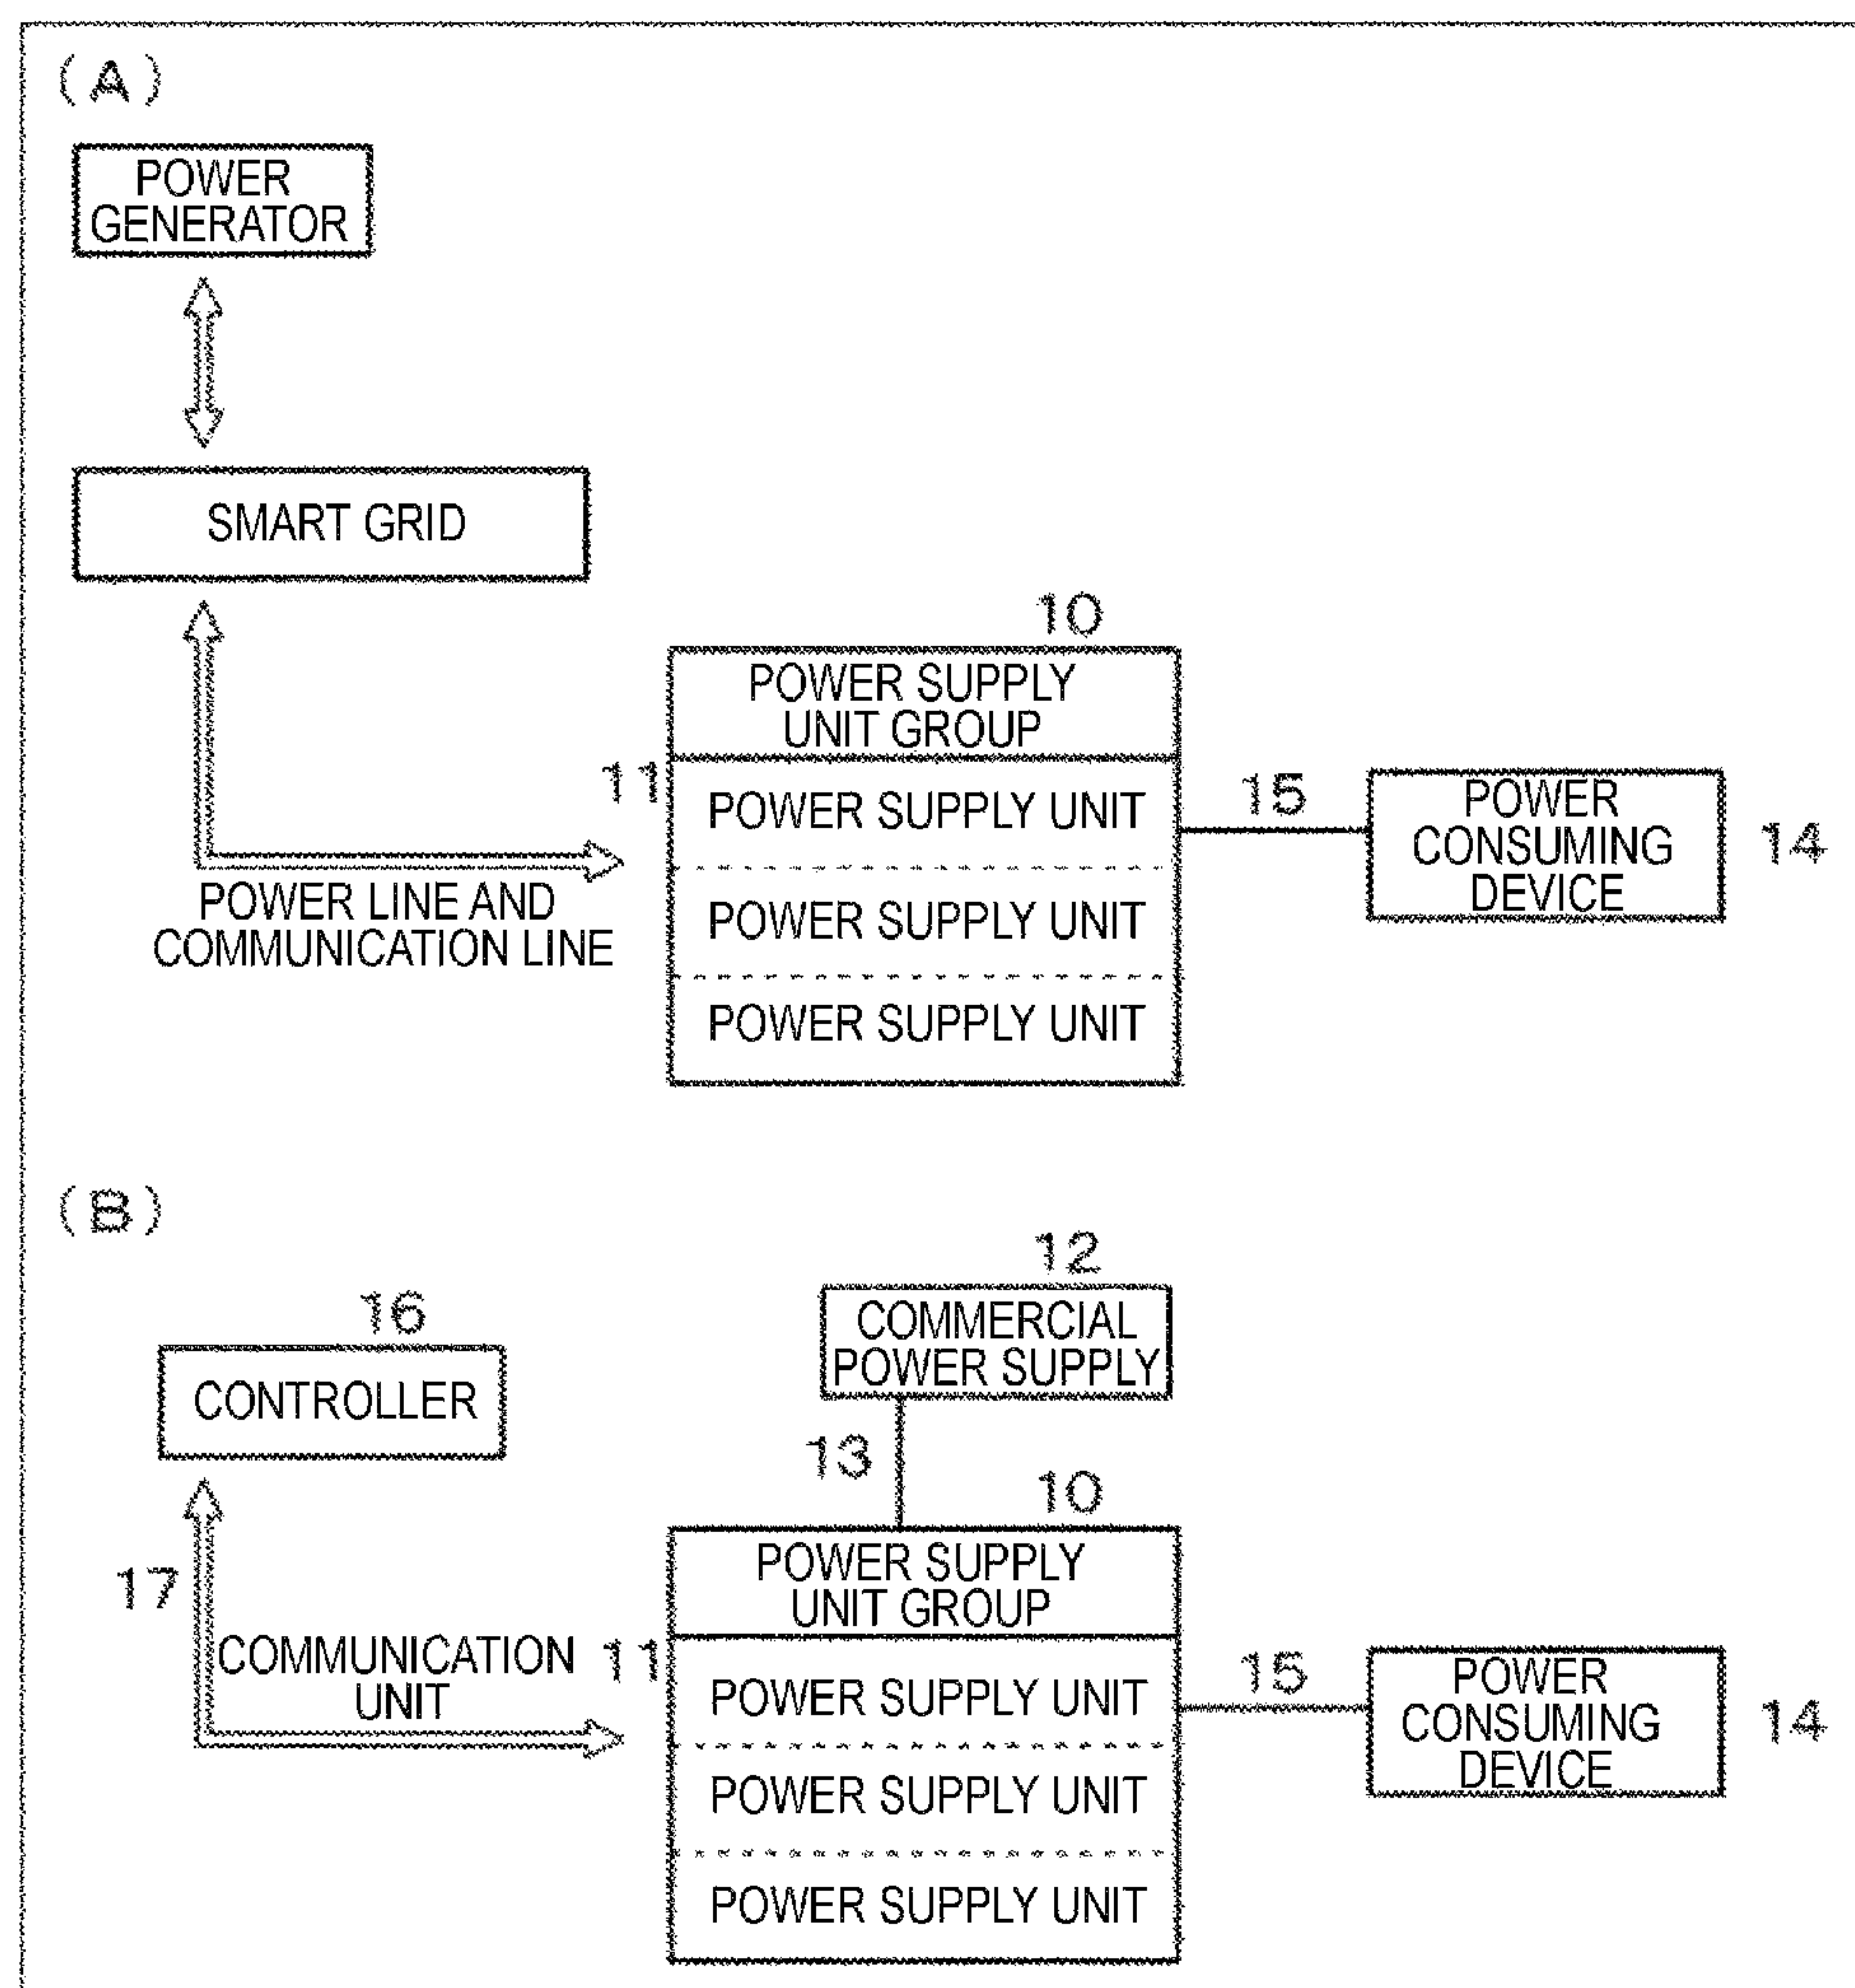 (A)
POWER
GENERATOR
SMART GRID
10
POWER SUPPLY
UNIT GROUP
11
POWER SUPPLY UNIT
POWER SUPPLY UNIT
POWER SUPPLY UNIT
15
POWER
CONSUMING
DEVICE
14
POWER LINE AND
COMMUNICATION LINE
(B)
12
COMMERCIAL
POWER SUPPLY
16
CONTROLLER
13
10
POWER SUPPLY
UNIT GROUP
17
COMMUNICATION
UNIT
11
POWER SUPPLY UNIT
POWER SUPPLY UNIT
POWER SUPPLY UNIT
15
POWER
CONSUMING
DEVICE
14